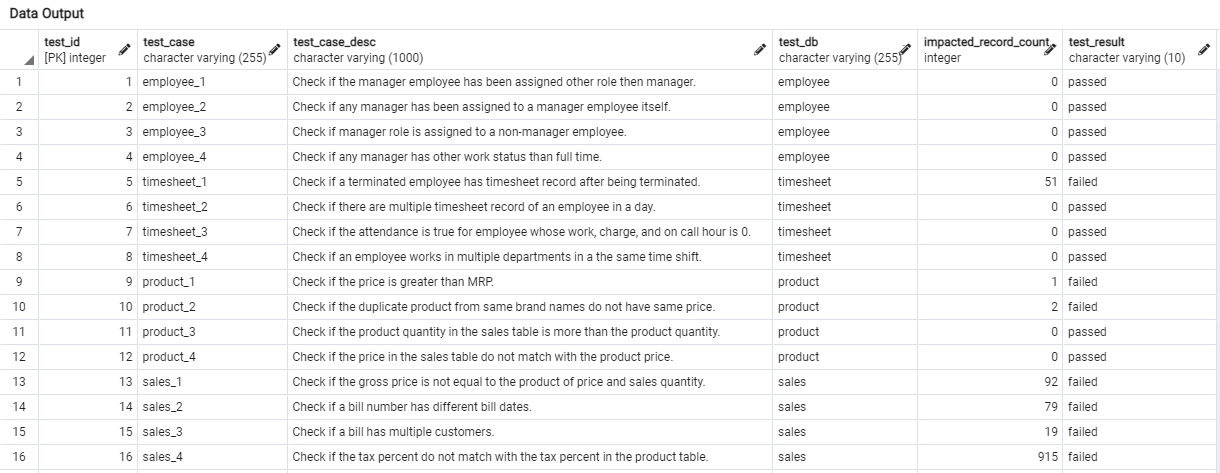 Data Output
test_id test_case test_case_desc test_db impacted_record_count test_result
[PK] integer character varying (255) character varying (1000) character varying (255) integer character varying (10)
1 1 employee_1 Check if the manager employee has been assigned other role then manager. employee 0 passed
2 2 employee_2 Check if any manager has been assigned to a manager employee itself. employee 0 passed
3 3 employee_3 Check if manager role is assigned to a non-manager employee. employee 0 passed
4 4 employee_4 Check if any manager has other work status than full time. employee 0 passed
5 5 timesheet_1 Check if a terminated employee has timesheet record after being terminated. timesheet 51 failed
6 6 timesheet_2 Check if there are multiple timesheet record of an employee in a day. timesheet 0 passed
7 7 timesheet_3 Check if the attendance is true for employee whose work, charge, and on call hour is 0. timesheet 0 passed
8 8 timesheet_4 Check if an employee works in multiple departments in a the same time shift. timesheet 0 passed
9 9 product_1 Check if the price is greater than MRP. product 1 failed
10 10 product_2 Check if the duplicate product from same brand names do not have same price. product 2 failed
11 11 product_3 Check if the product quantity in the sales table is more than the product quantity. product 0 passed
12 12 product_4 Check if the price in the sales table do not match with the product price. product 0 passed
13 13 sales_1 Check if the gross price is not equal to the product of price and sales quantity. sales 92 failed
14 14 sales_2 Check if a bill number has different bill dates. sales 79 failed
15 15 sales_3 Check if a bill has multiple customers. sales 19 failed
16 16 sales_4 Check if the tax percent do not match with the tax percent in the product table. sales 915 failed